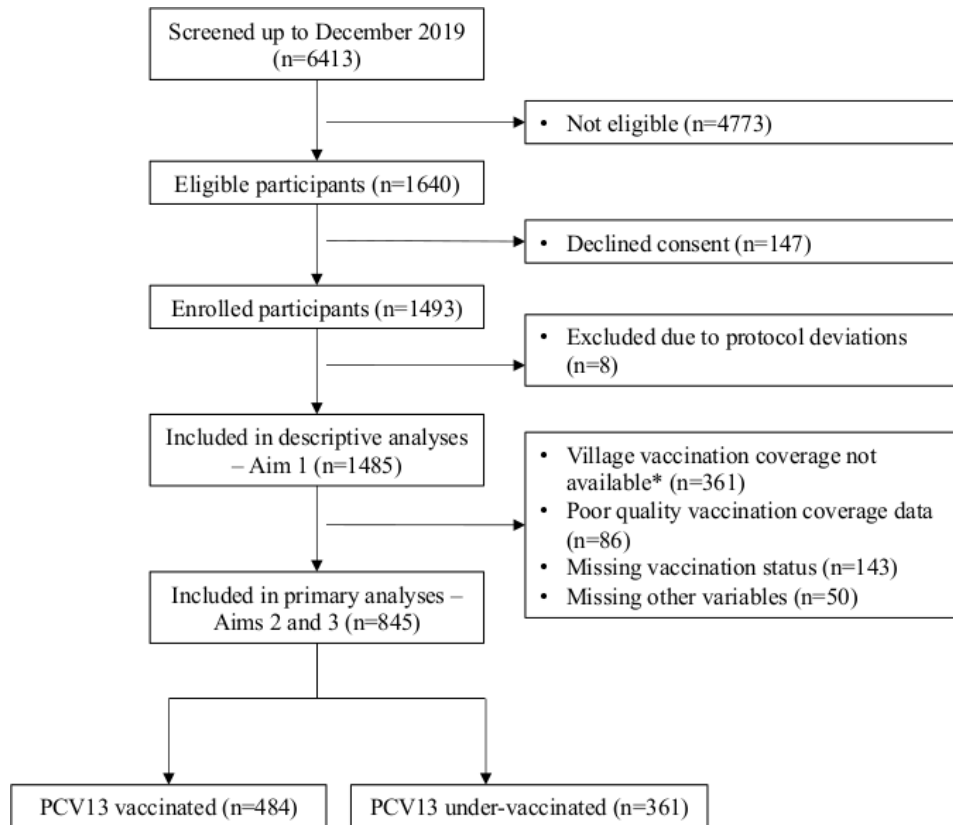 Screened up to December 2019
(n=6413)
• Not eligible (n=4773)
Eligible participants (n=1640)
• Declined consent (n=147)
Enrolled participants (n=1493)
• Excluded due to protocol deviations
(n=8)
Included in descriptive analyses
– Aim 1 (n=1485)
• Village vaccination coverage not
available* (n=361)
• Poor quality vaccination coverage data
(n=86)
• Missing vaccination status (n=143)
• Missing other variables (n=50)
Included in primary analyses –
Aims 2 and 3 (n=845)
PCV13 vaccinated (n=484)
PCV13 under-vaccinated (n=361)